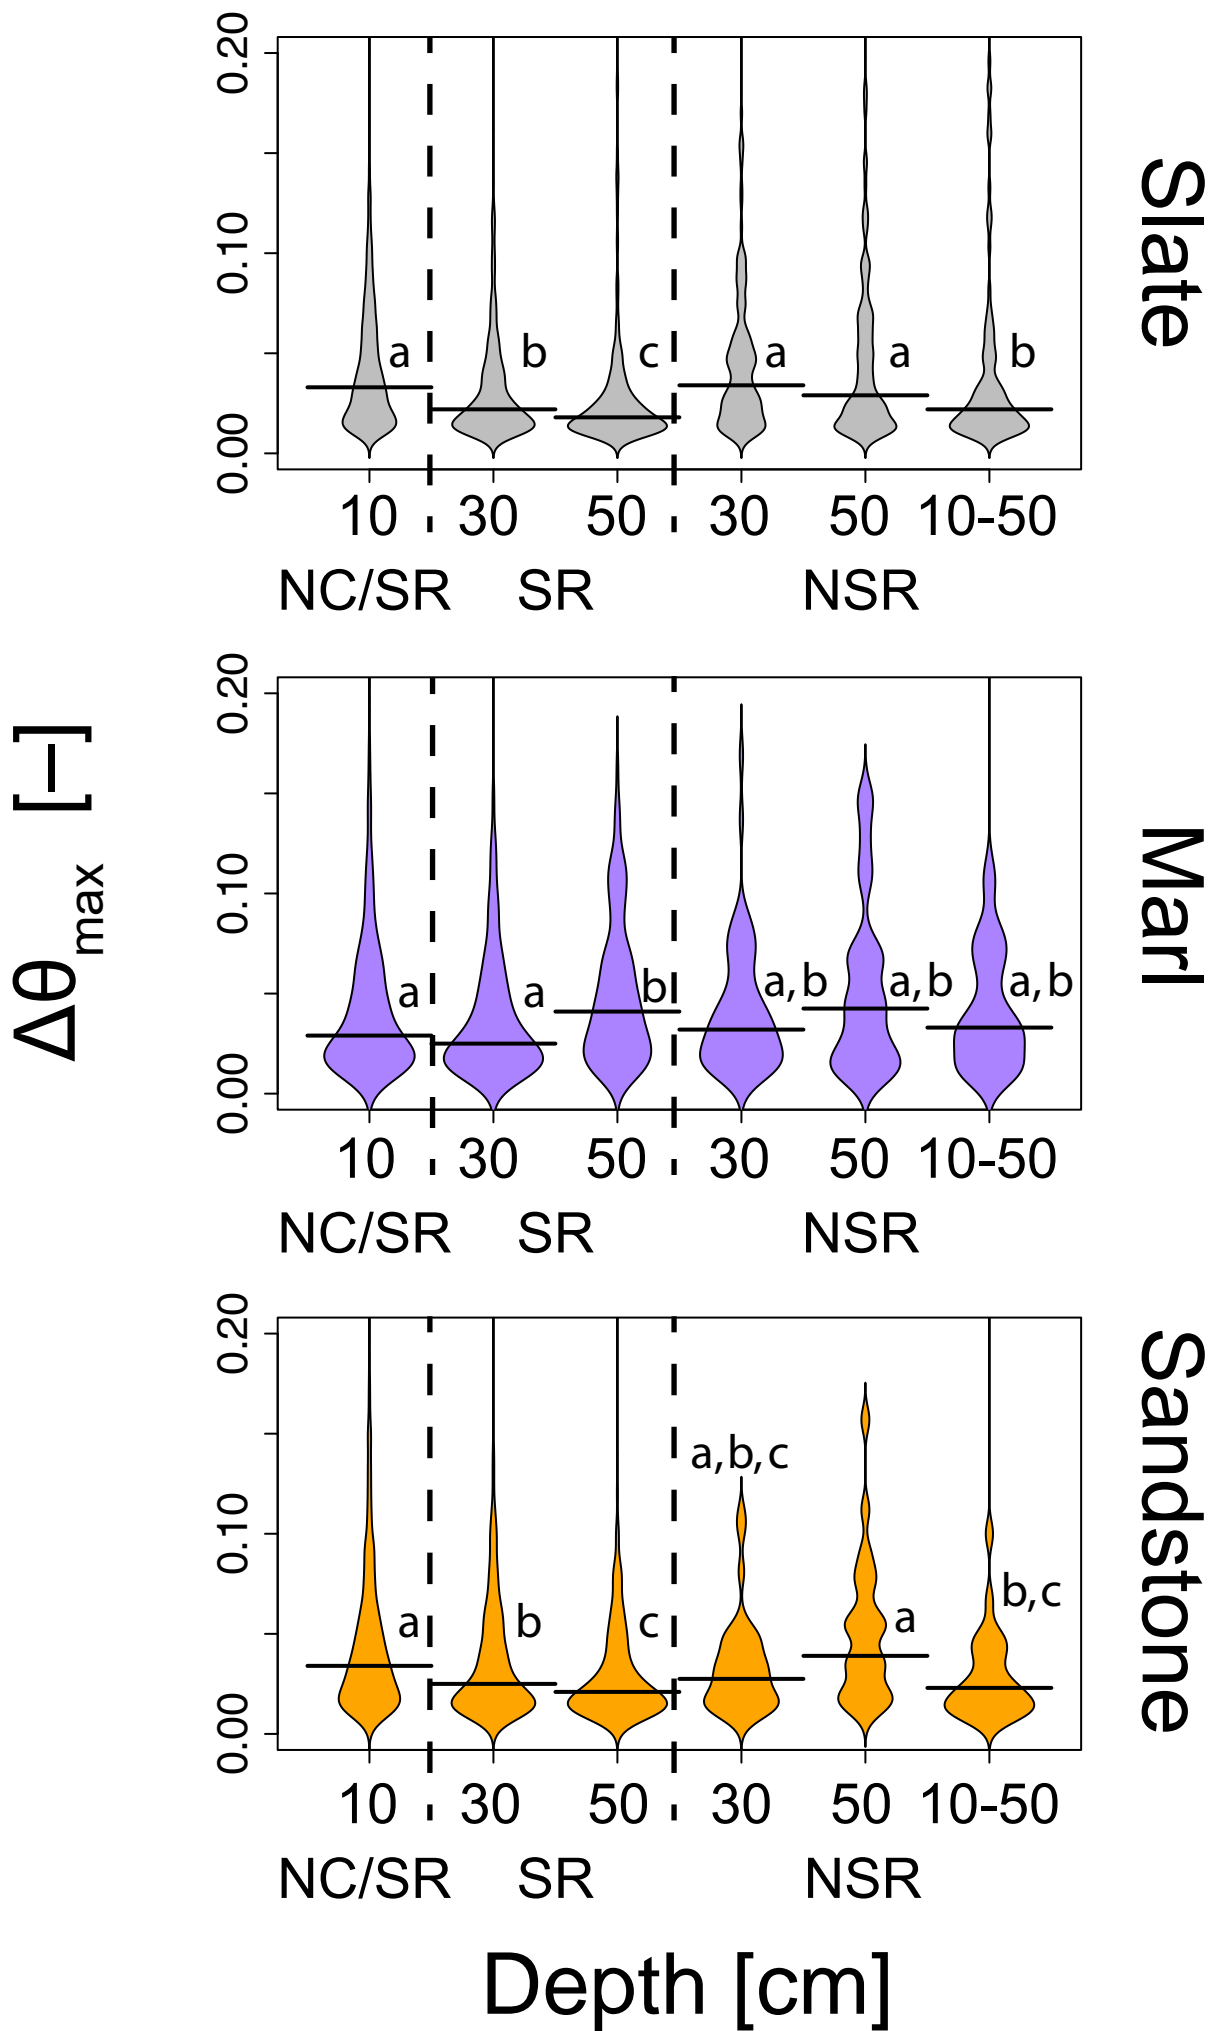 Δθmax [–]
Slate
0.20
0.10
0.00
a b c a a b
10 30 50 30 50 10-50
NC/SR SR NSR
Marl
0.20
0.10
0.00
a a b a,b a,b a,b
10 30 50 30 50 10-50
NC/SR SR NSR
Sandstone
0.20
0.10
0.00
a b c a,b,c a b,c
10 30 50 30 50 10-50
NC/SR SR NSR
Depth [cm]